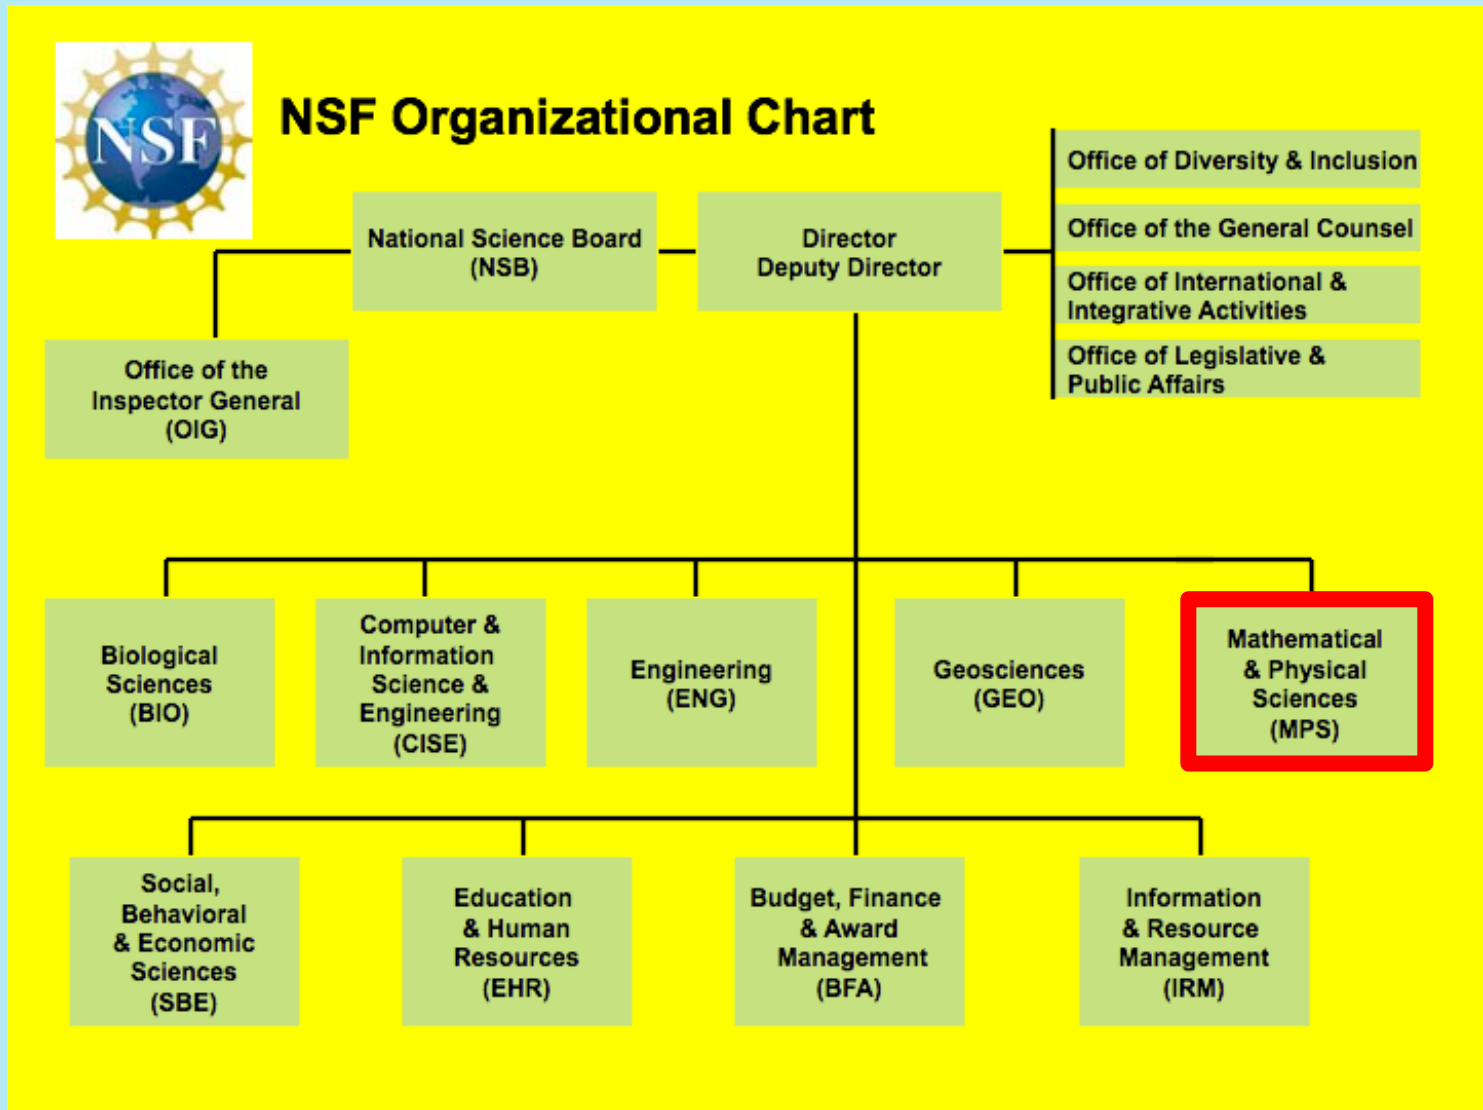 NSF
NSF Organizational Chart
Office of Diversity & Inclusion
Office of the General Counsel
Office of International &
Integrative Activities
Office of Legislative &
Public Affairs
National Science Board
(NSB)
Director
Deputy Director
Office of the
Inspector General
(OIG)
Biological
Sciences
(BIO)
Computer &
Information
Science &
Engineering
(CISE)
Engineering
(ENG)
Geosciences
(GEO)
Mathematical
& Physical
Sciences
(MPS)
Social,
Behavioral
& Economic
Sciences
(SBE)
Education
& Human
Resources
(EHR)
Budget, Finance
& Award
Management
(BFA)
Information
& Resource
Management
(IRM)